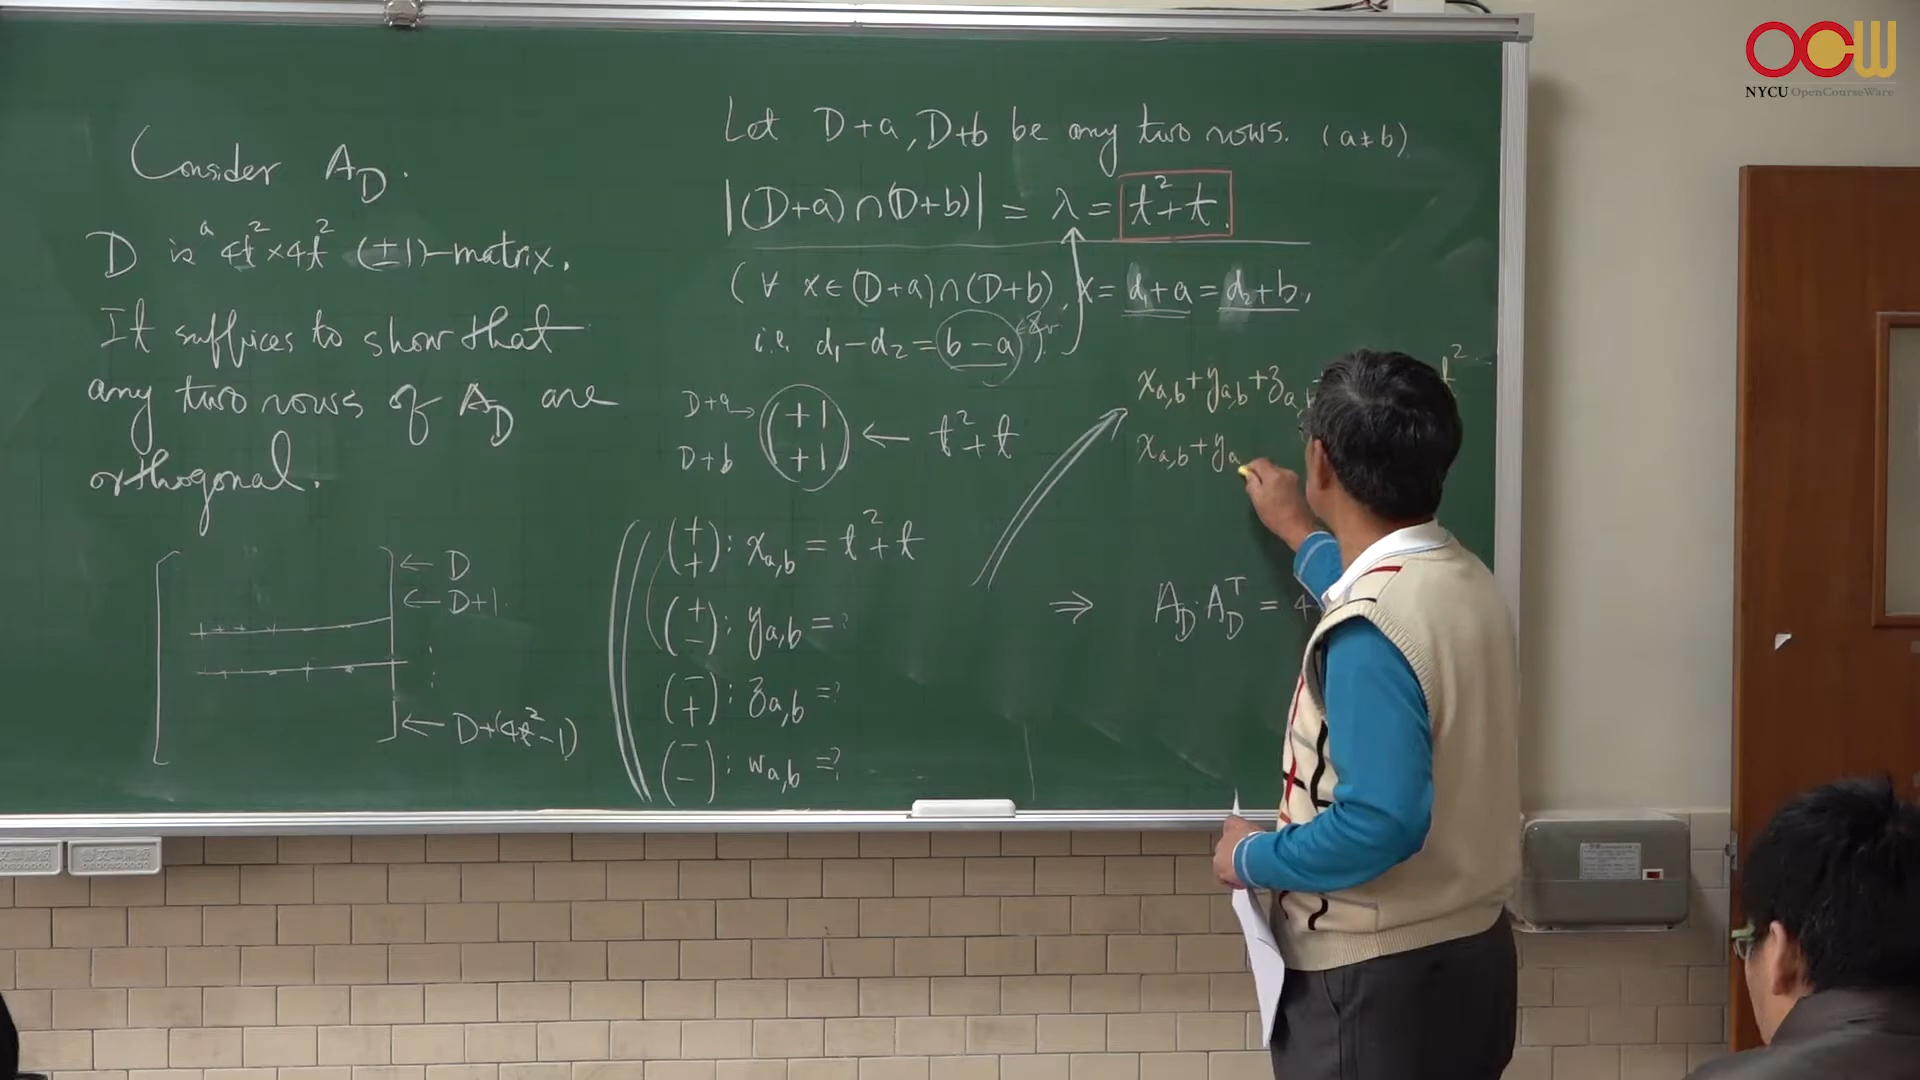 Consider A_D.
D is a 4t²×4t² (±1)-matrix.
It suffices to show that
any two rows of A_D are
orthogonal.
← D
← D+1.
⋮
← D+(4t²-1)
Let D+a, D+b be any two rows. (a≠b)
|(D+a)∩(D+b)| = λ = t²+t.
(∀ x∈(D+a)∩(D+b), x = d₁+a = d₂+b,
i.e. d₁-d₂ = b-a
D+a → (+1
D+b +1) ← t²+t
(+ +): x_{a,b} = t²+t
(+ -): y_{a,b} = ?
(- +): z_{a,b} = ?
(- -): w_{a,b} = ?
x_{a,b}+y_{a,b}+z_{a,b}
x_{a,b}+y_a
⇒ A_D·A_D^T = 4
OCW
NYCU OpenCourseWare